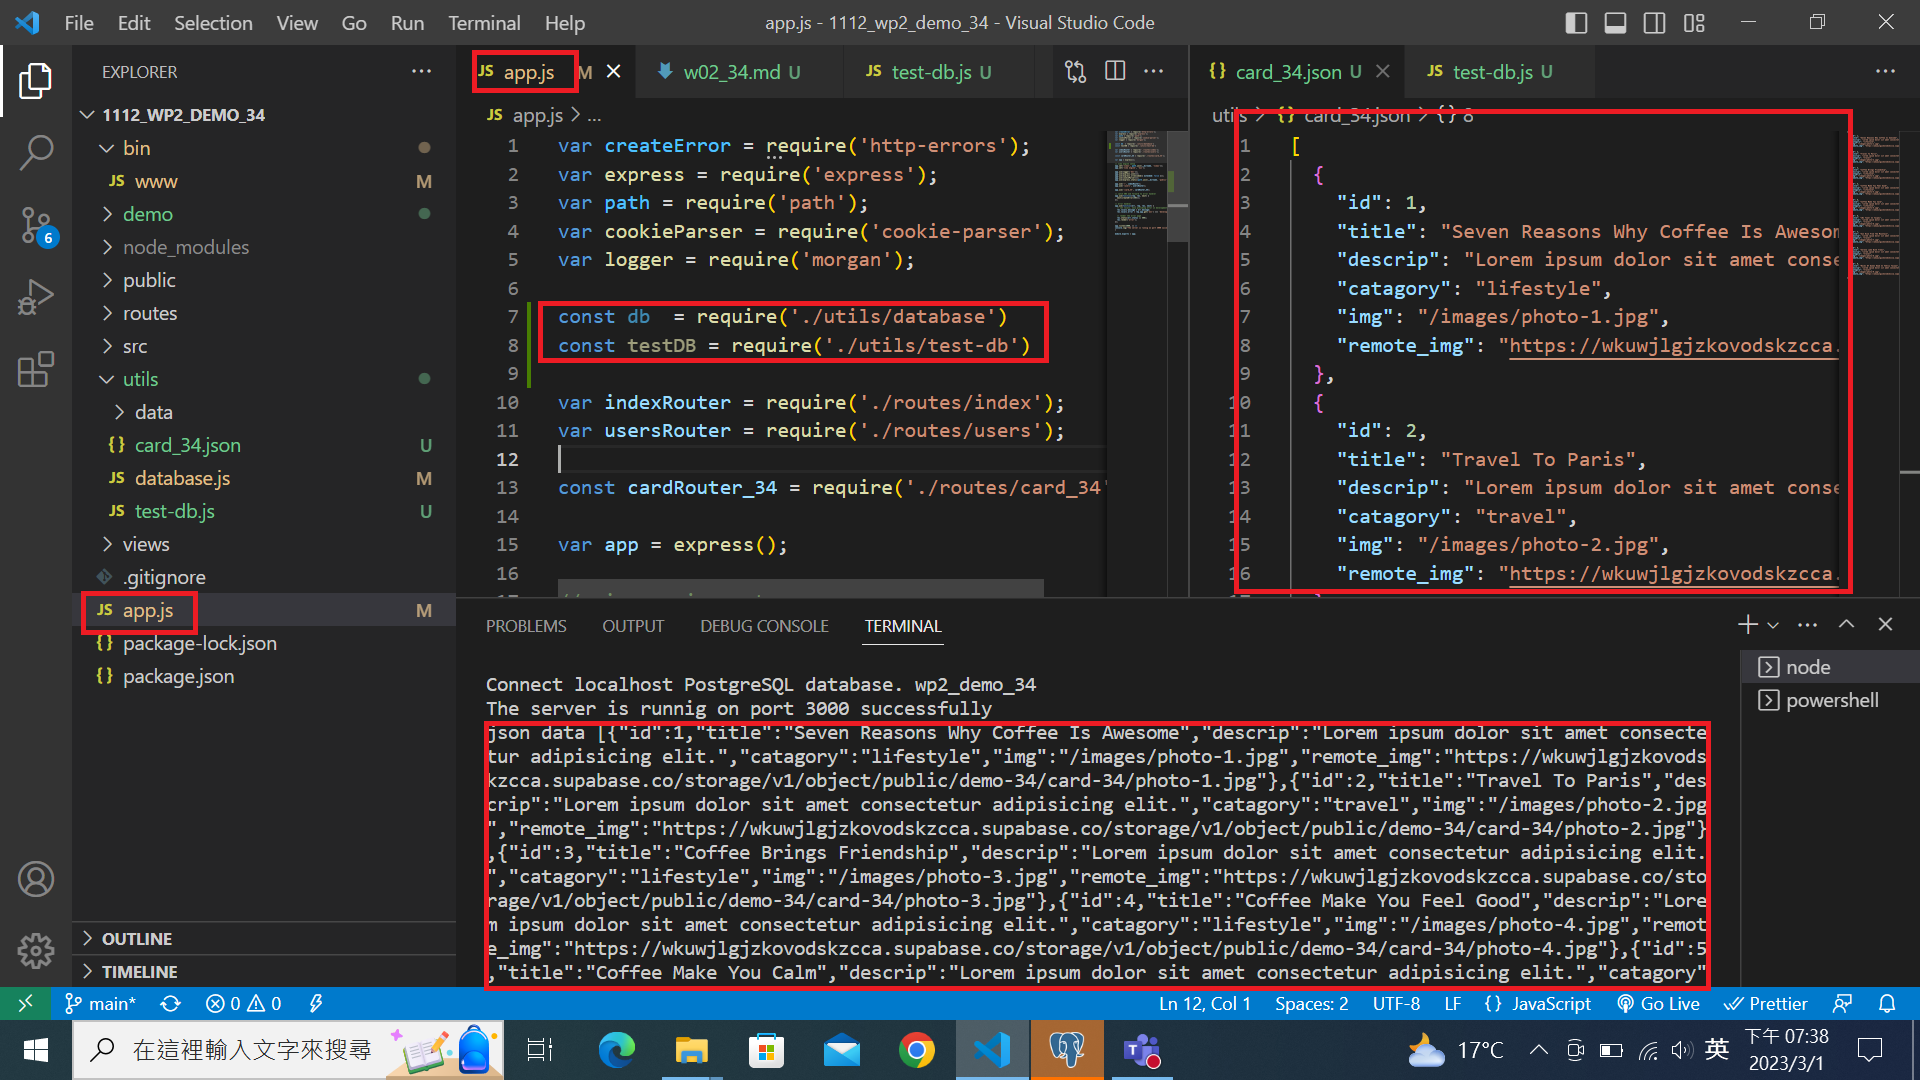 File Edit Selection View Go Run Terminal Help
app.js - 1112_wp2_demo_34 - Visual Studio Code
EXPLORER
1112_WP2_DEMO_34
bin
JS www M
demo
node_modules
public
routes
src
utils
data
{} card_34.json U
JS database.js M
JS test-db.js U
views
.gitignore
JS app.js M
{} package-lock.json
{} package.json
OUTLINE
TIMELINE
6
JS app.js M
w02_34.md U
JS test-db.js U
JS app.js > ...
1 var createError = require('http-errors');
2 var express = require('express');
3 var path = require('path');
4 var cookieParser = require('cookie-parser');
5 var logger = require('morgan');
6
7 const db  = require('./utils/database')
8 const testDB = require('./utils/test-db')
9
10 var indexRouter = require('./routes/index');
11 var usersRouter = require('./routes/users');
12
13 const cardRouter_34 = require('./routes/card_34'
14
15 var app = express();
16
{} card_34.json U
JS test-db.js U
utils > {} card_34.json > {} 8
1 [
2 {
3 "id": 1,
4 "title": "Seven Reasons Why Coffee Is Awesom
5 "descrip": "Lorem ipsum dolor sit amet conse
6 "catagory": "lifestyle",
7 "img": "/images/photo-1.jpg",
8 "remote_img": "https://wkuwjlgjzkovodskzcca.
9 },
10 {
11 "id": 2,
12 "title": "Travel To Paris",
13 "descrip": "Lorem ipsum dolor sit amet conse
14 "catagory": "travel",
15 "img": "/images/photo-2.jpg",
16 "remote_img": "https://wkuwjlgjzkovodskzcca.
PROBLEMS OUTPUT DEBUG CONSOLE TERMINAL
node
powershell
Connect localhost PostgreSQL database. wp2_demo_34
The server is runnig on port 3000 successfully
json data [{"id":1,"title":"Seven Reasons Why Coffee Is Awesome","descrip":"Lorem ipsum dolor sit amet consecte
tur adipisicing elit.","catagory":"lifestyle","img":"/images/photo-1.jpg","remote_img":"https://wkuwjlgjzkovods
kzcca.supabase.co/storage/v1/object/public/demo-34/card-34/photo-1.jpg"},{"id":2,"title":"Travel To Paris","des
crip":"Lorem ipsum dolor sit amet consectetur adipisicing elit.","catagory":"travel","img":"/images/photo-2.jpg
","remote_img":"https://wkuwjlgjzkovodskzcca.supabase.co/storage/v1/object/public/demo-34/card-34/photo-2.jpg"}
,{"id":3,"title":"Coffee Brings Friendship","descrip":"Lorem ipsum dolor sit amet consectetur adipisicing elit.
","catagory":"lifestyle","img":"/images/photo-3.jpg","remote_img":"https://wkuwjlgjzkovodskzcca.supabase.co/sto
rage/v1/object/public/demo-34/card-34/photo-3.jpg"},{"id":4,"title":"Coffee Make You Feel Good","descrip":"Lore
m ipsum dolor sit amet consectetur adipisicing elit.","catagory":"lifestyle","img":"/images/photo-4.jpg","remot
e_img":"https://wkuwjlgjzkovodskzcca.supabase.co/storage/v1/object/public/demo-34/card-34/photo-4.jpg"},{"id":5
,"title":"Coffee Make You Calm","descrip":"Lorem ipsum dolor sit amet consectetur adipisicing elit.","catagory"
main* 0 0
Ln 12, Col 1 Spaces: 2 UTF-8 LF {} JavaScript Go Live Prettier
在這裡輸入文字來搜尋
17°C
英
下午 07:38
2023/3/1